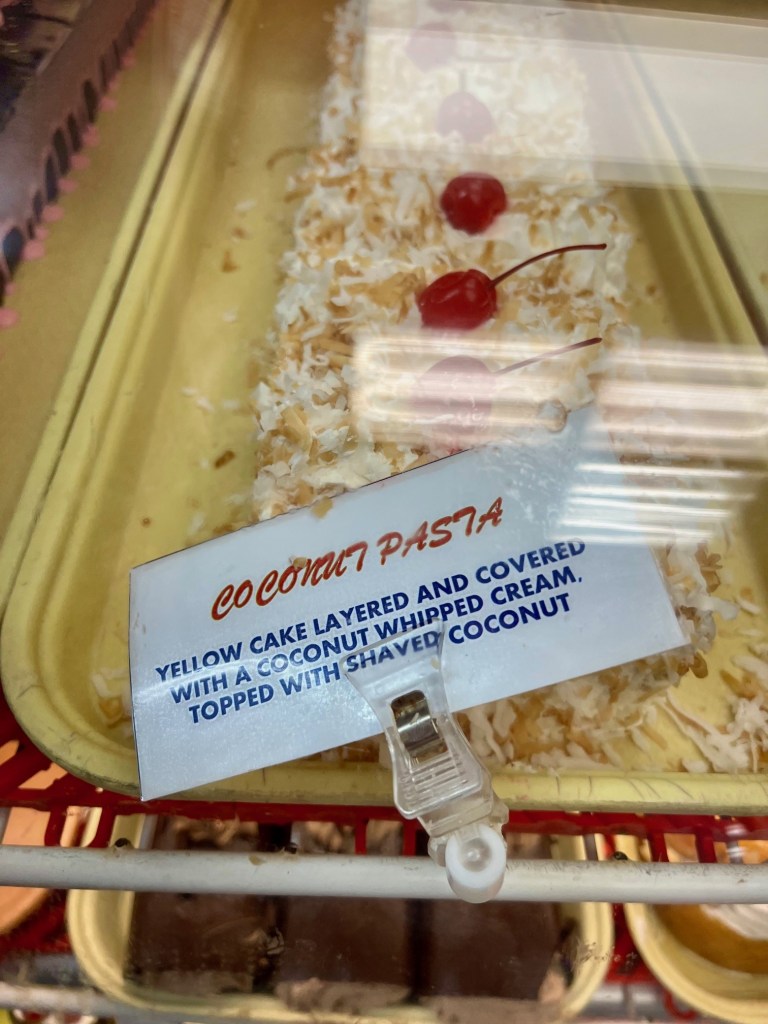 COCONUT PASTA
YELLOW CAKE LAYERED AND COVERED
WITH A COCONUT WHIPPED CREAM,
TOPPED WITH SHAVED COCONUT